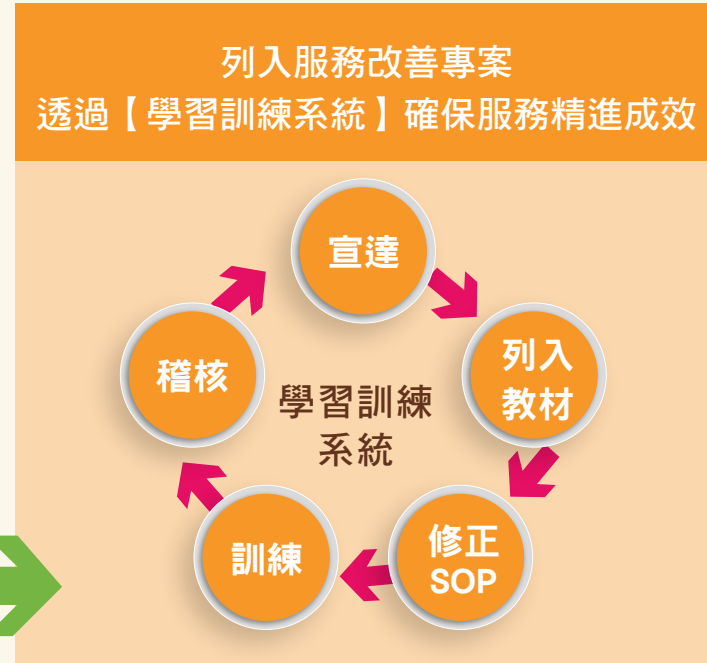 列入服務改善專案
透過【學習訓練系統】確保服務精進成效
宣達
列入
教材
修正
SOP
訓練
稽核
學習訓練
系統